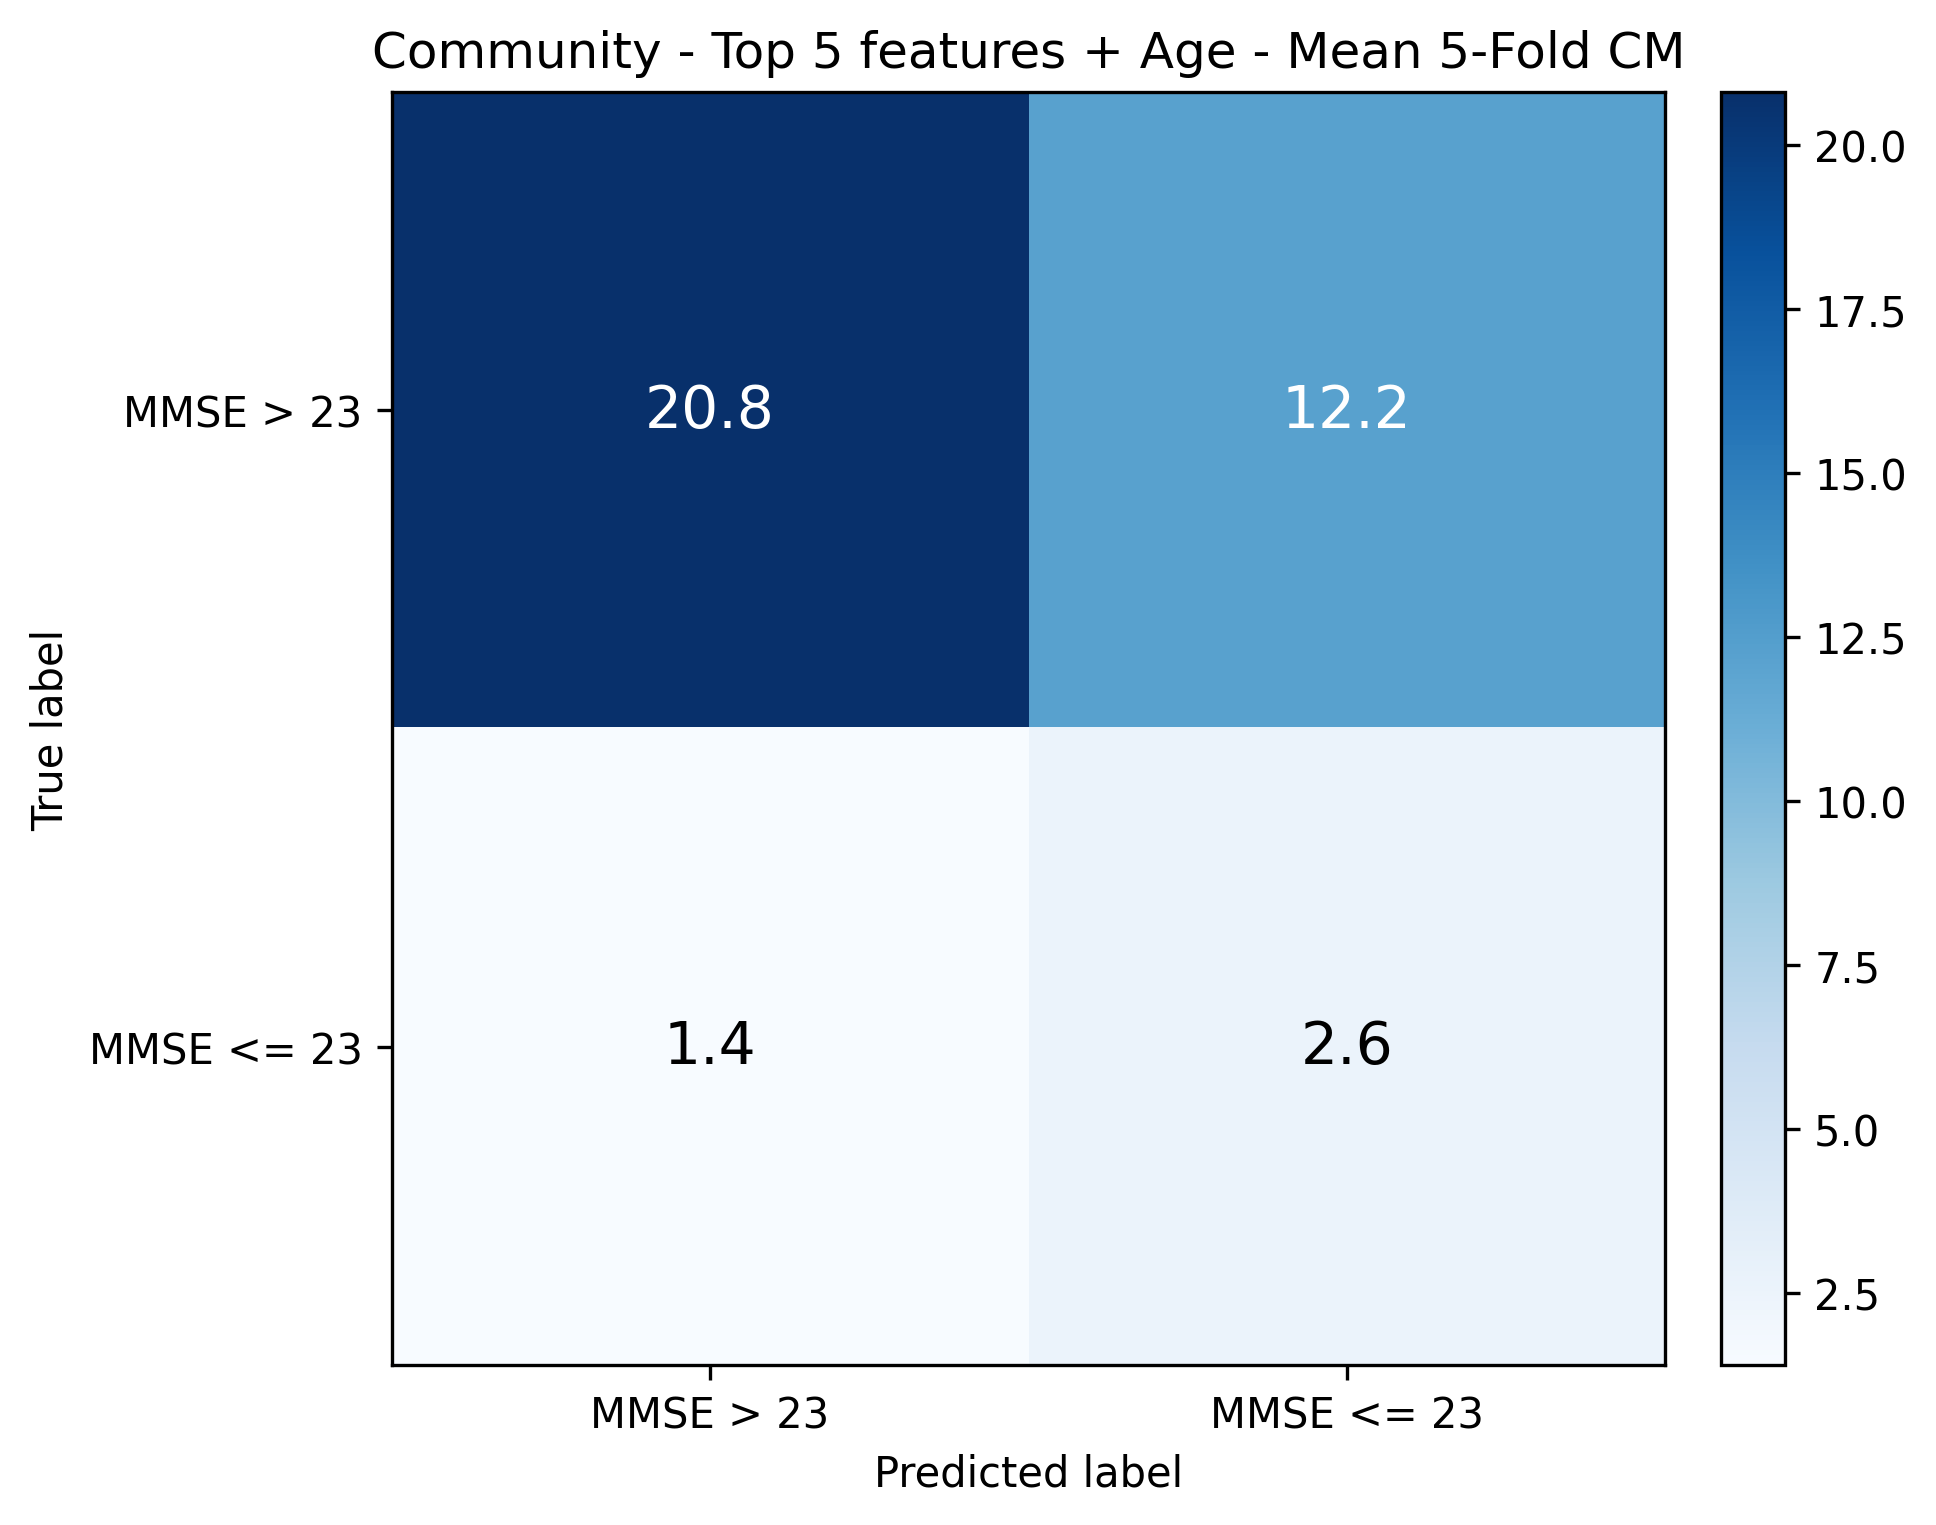 Community - Top 5 features + Age - Mean 5-Fold CM
MMSE > 23
20.8
12.2
MMSE <= 23
1.4
2.6
True label
MMSE > 23
MMSE <= 23
Predicted label
20.0
17.5
15.0
12.5
10.0
7.5
5.0
2.5